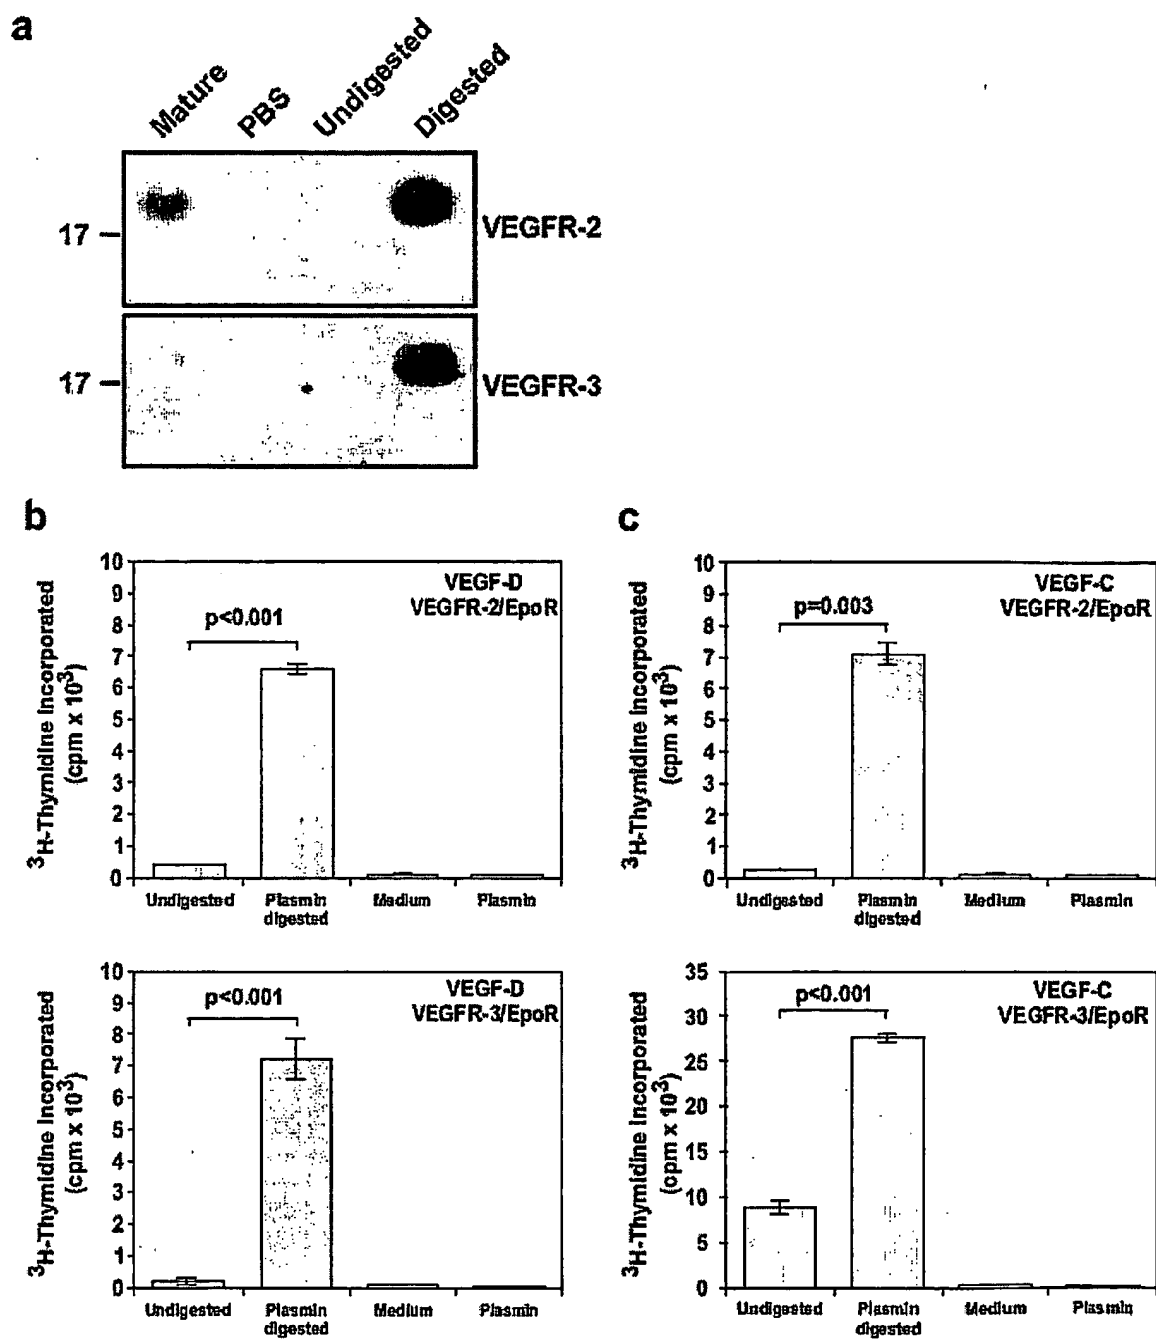 a
Mature PBS Undigested Digested
17
VEGFR-2
17
VEGFR-3
b
10
9
8
7
6
5
4
3
2
1
0
³H-Thymidine Incorporated
(cpm x 10³)
VEGF-D
VEGFR-2/EpoR
p<0.001
Undigested Plasmin Medium Plasmin
digested
10
9
8
7
6
5
4
3
2
1
0
³H-Thymidine Incorporated
(cpm x 10³)
VEGF-D
VEGFR-3/EpoR
p<0.001
Undigested Plasmin Medium Plasmin
digested
c
10
9
8
7
6
5
4
3
2
1
0
³H-Thymidine Incorporated
(cpm x 10³)
VEGF-C
VEGFR-2/EpoR
p=0.003
Undigested Plasmin Medium Plasmin
digested
35
30
25
20
15
10
5
0
³H-Thymidine Incorporated
(cpm x 10³)
VEGF-C
VEGFR-3/EpoR
p<0.001
Undigested Plasmin Medium Plasmin
digested